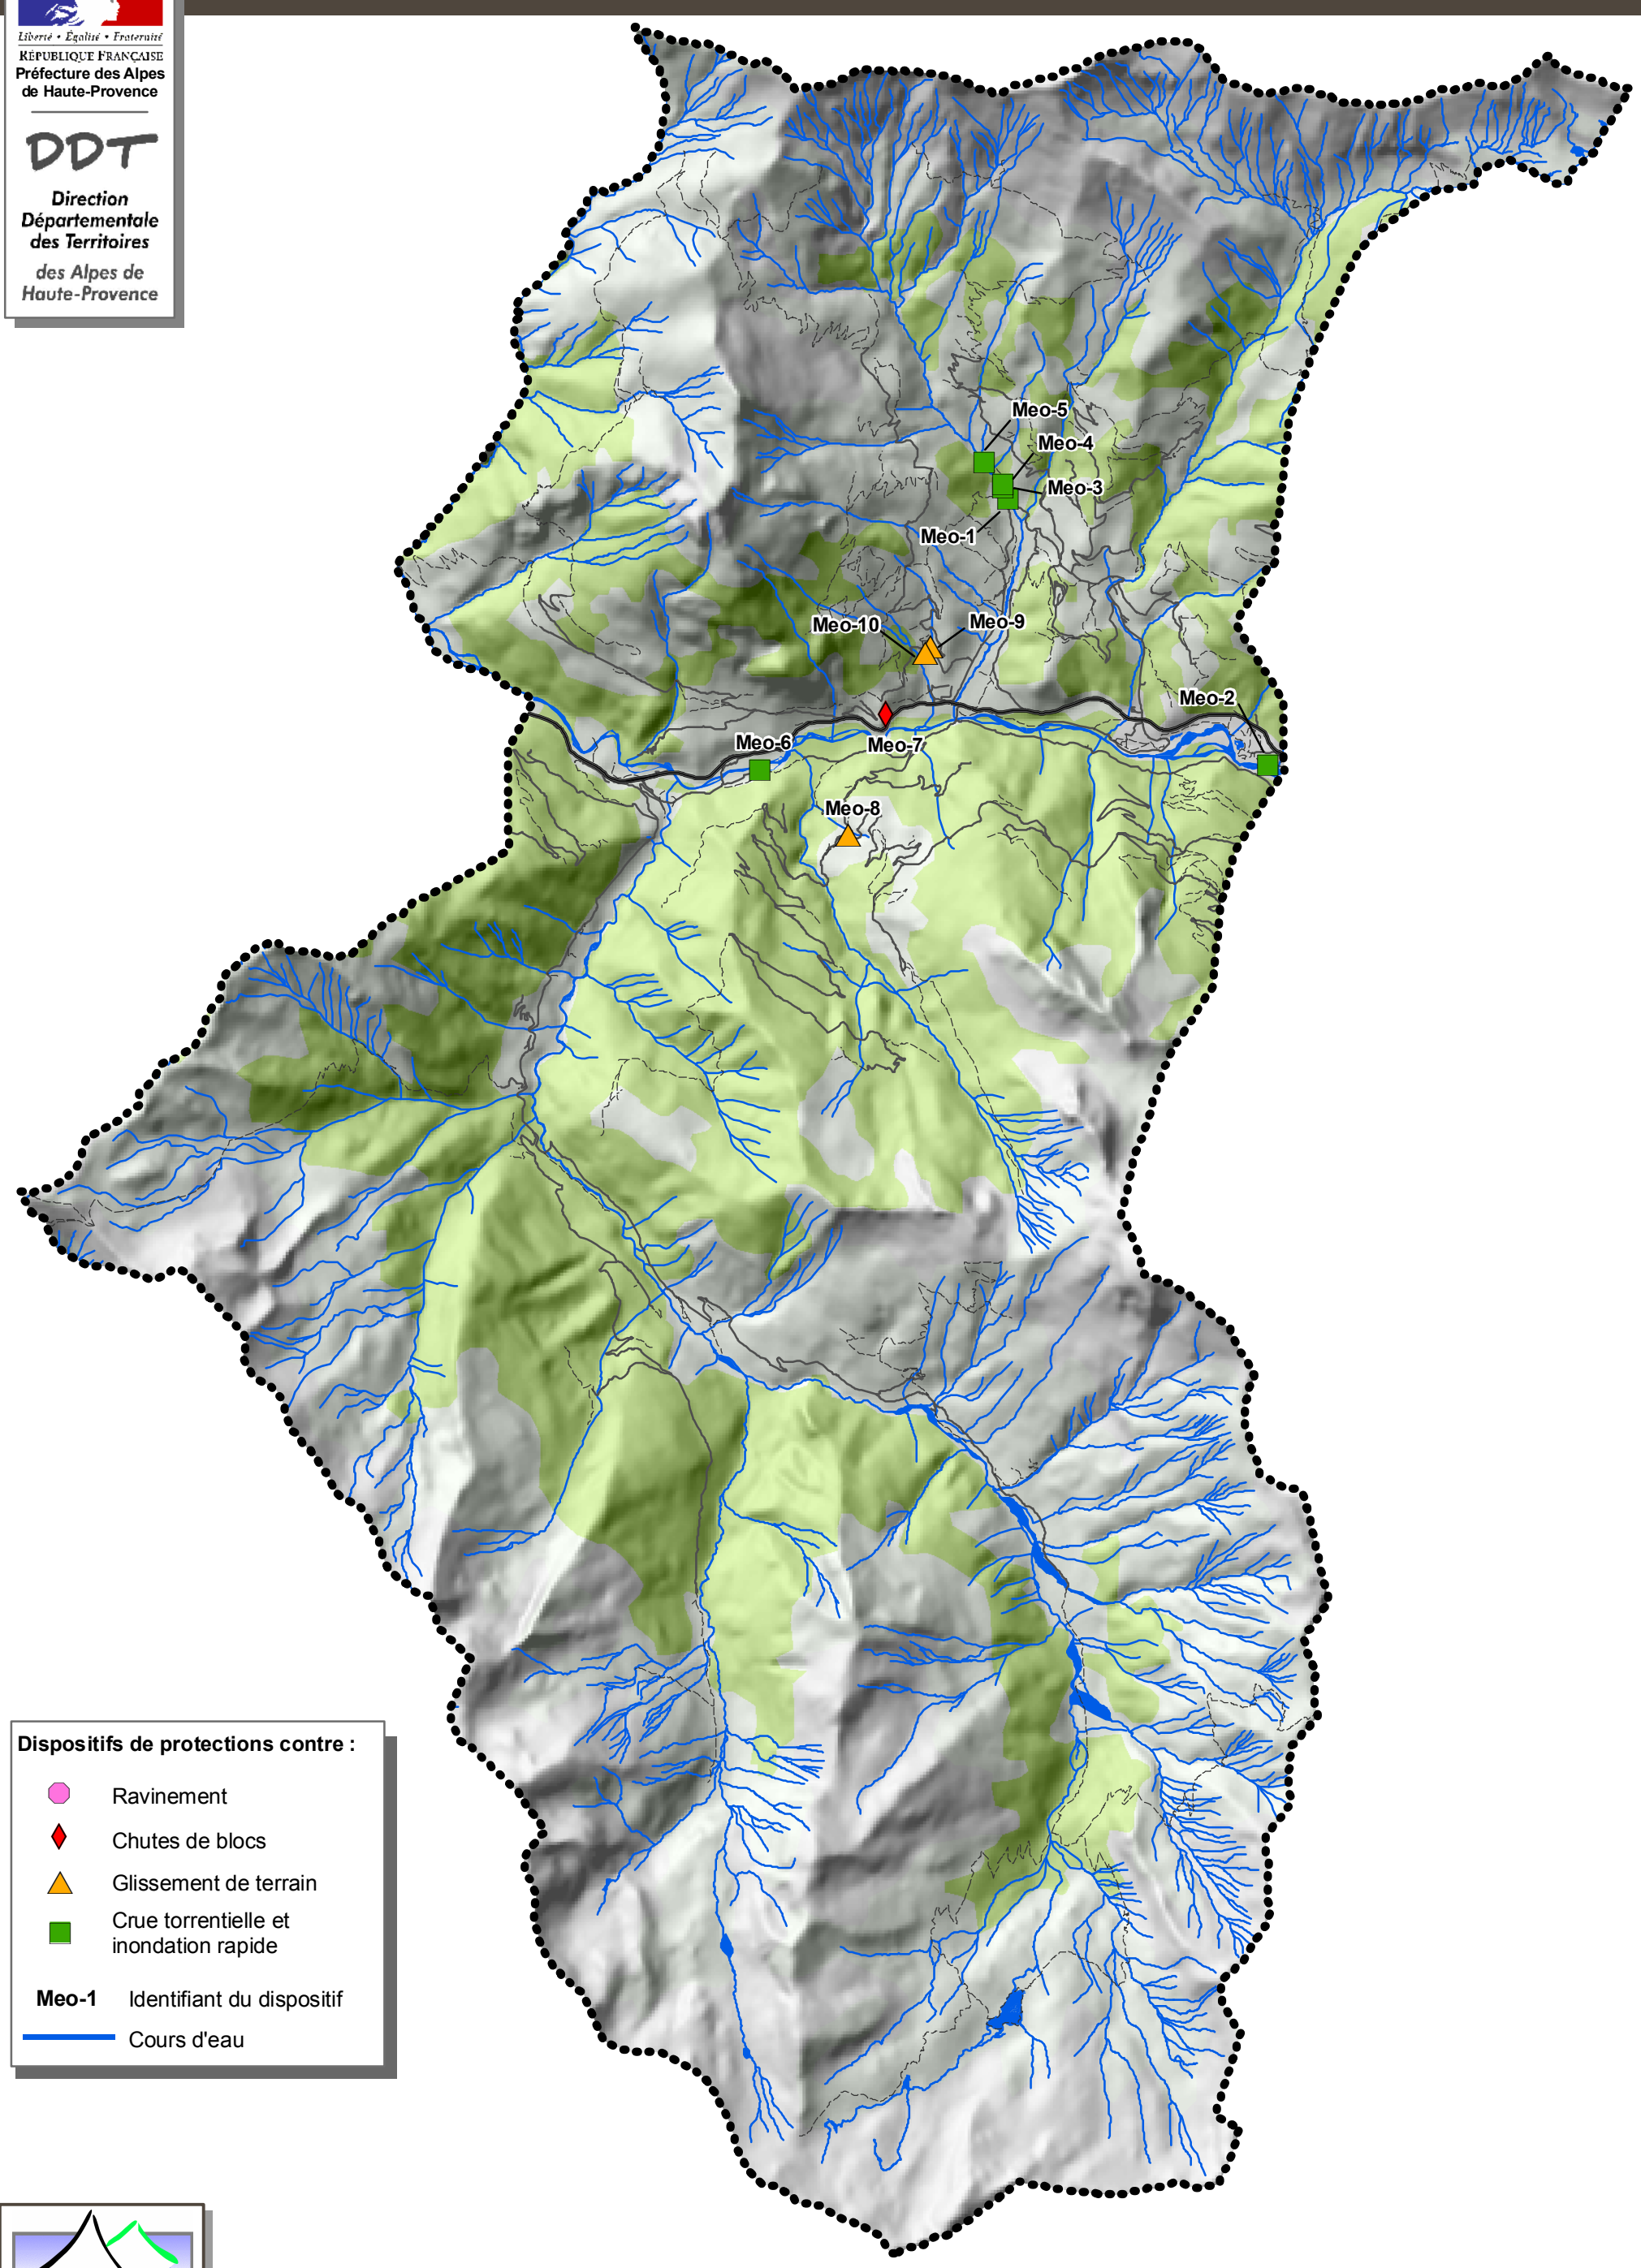 Liberté • Égalité • Fraternité
RÉPUBLIQUE FRANÇAISE
Préfecture des Alpes
de Haute-Provence
DDT
Direction
Départementale
des Territoires
des Alpes de
Haute-Provence
Meo-5
Meo-4
Meo-3
Meo-1
Meo-10
Meo-9
Meo-2
Meo-6
Meo-7
Meo-8
Dispositifs de protections contre :
Ravinement
Chutes de blocs
Glissement de terrain
Crue torrentielle et
inondation rapide
Meo-1 Identifiant du dispositif
Cours d'eau